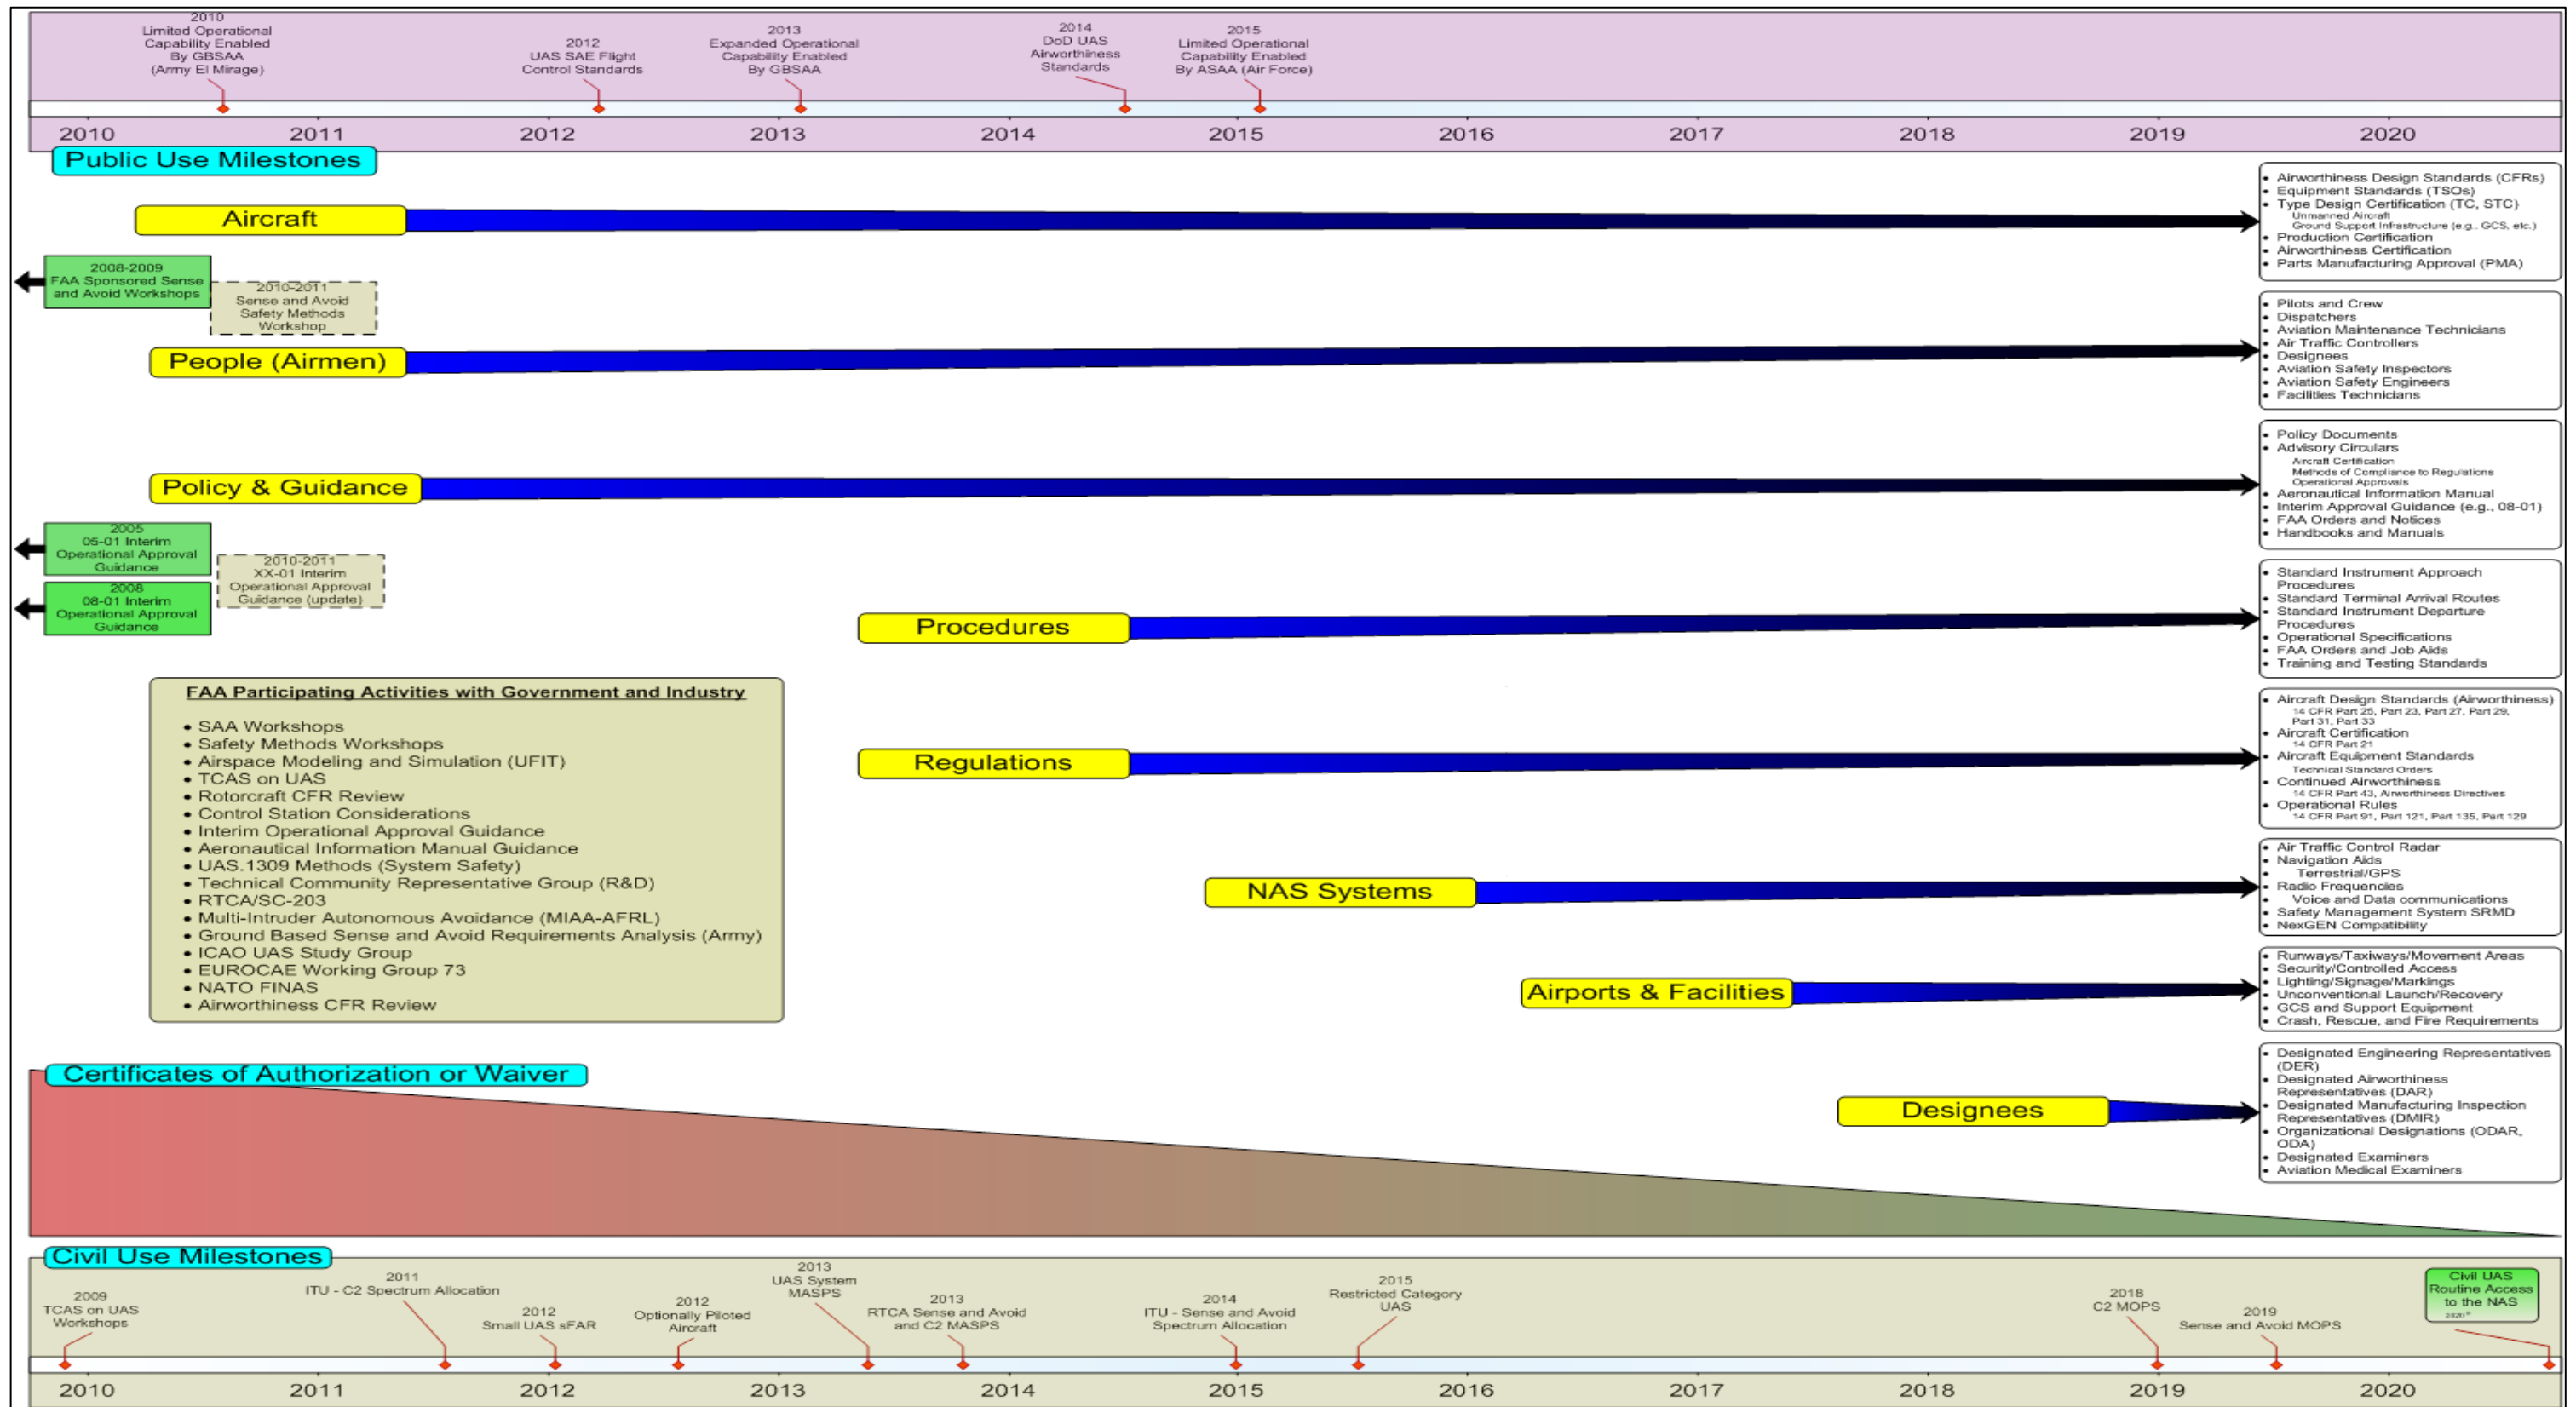 2010
Limited Operational
Capability Enabled
By GBSAA
(Army El Mirage)
2012
UAS SAE Flight
Control Standards
2013
Expanded Operational
Capability Enabled
By GBSAA
2014
DoD UAS
Airworthiness
Standards
2015
Limited Operational
Capability Enabled
By ASAA (Air Force)
2010 2011 2012 2013 2014 2015 2016 2017 2018 2019 2020
Public Use Milestones
Aircraft
• Airworthiness Design Standards (CFRs)
• Equipment Standards (TSOs)
• Type Design Certification (TC, STC)
Unmanned Aircraft
Ground Support Infrastructure (e.g., GCS, etc.)
• Production Certification
• Airworthiness Certification
• Parts Manufacturing Approval (PMA)
2008-2009
FAA Sponsored Sense
and Avoid Workshops
2010-2011
Sense and Avoid
Safety Methods
Workshop
People (Airmen)
• Pilots and Crew
• Dispatchers
• Aviation Maintenance Technicians
• Air Traffic Controllers
• Designees
• Aviation Safety Inspectors
• Aviation Safety Engineers
• Facilities Technicians
Policy & Guidance
• Policy Documents
• Advisory Circulars
Aircraft Certification
Methods of Compliance to Regulations
Operational Approvals
• Aeronautical Information Manual
• Interim Approval Guidance (e.g., 08-01)
• FAA Orders and Notices
• Handbooks and Manuals
2005
05-01 Interim
Operational Approval
Guidance
2008
08-01 Interim
Operational Approval
Guidance
2010-2011
XX-01 Interim
Operational Approval
Guidance (update)
Procedures
• Standard Instrument Approach
Procedures
• Standard Terminal Arrival Routes
• Standard Instrument Departure
Procedures
• Operational Specifications
• FAA Orders and Job Aids
• Training and Testing Standards
FAA Participating Activities with Government and Industry
• SAA Workshops
• Safety Methods Workshops
• Airspace Modeling and Simulation (UFIT)
• TCAS on UAS
• Rotorcraft CFR Review
• Control Station Considerations
• Interim Operational Approval Guidance
• Aeronautical Information Manual Guidance
• UAS.1309 Methods (System Safety)
• Technical Community Representative Group (R&D)
• RTCA/SC-203
• Multi-Intruder Autonomous Avoidance (MIAA-AFRL)
• Ground Based Sense and Avoid Requirements Analysis (Army)
• ICAO UAS Study Group
• EUROCAE Working Group 73
• NATO FINAS
• Airworthiness CFR Review
Regulations
• Aircraft Design Standards (Airworthiness)
14 CFR Part 25, Part 23, Part 27, Part 29,
Part 31, Part 33
• Aircraft Certification
14 CFR Part 21
• Aircraft Equipment Standards
Technical Standard Orders
• Continued Airworthiness
14 CFR Part 43, Airworthiness Directives
• Operational Rules
14 CFR Part 91, Part 121, Part 135, Part 129
NAS Systems
• Air Traffic Control Radar
• Navigation Aids
• Terrestrial/GPS
• Radio Frequencies
• Voice and Data communications
• Safety Management System SRMD
• NexGEN Compatibility
Airports & Facilities
• Runways/Taxiways/Movement Areas
• Security/Controlled Access
• Lighting/Signage/Markings
• Unconventional Launch/Recovery
• GCS and Support Equipment
• Crash, Rescue, and Fire Requirements
Certificates of Authorization or Waiver
Designees
• Designated Engineering Representatives
(DER)
• Designated Airworthiness
Representatives (DAR)
• Designated Manufacturing Inspection
Representatives (DMIR)
• Organizational Designations (ODAR,
ODA)
• Designated Examiners
• Aviation Medical Examiners
Civil Use Milestones
2009
TCAS on UAS
Workshops
2011
ITU - C2 Spectrum Allocation
2012
Small UAS sFAR
2012
Optionally Piloted
Aircraft
2013
UAS System
MASPS
2013
RTCA Sense and Avoid
and C2 MASPS
2014
ITU - Sense and Avoid
Spectrum Allocation
2015
Restricted Category
UAS
2018
C2 MOPS
2019
Sense and Avoid MOPS
Civil UAS
Routine Access
to the NAS
2010 2011 2012 2013 2014 2015 2016 2017 2018 2019 2020